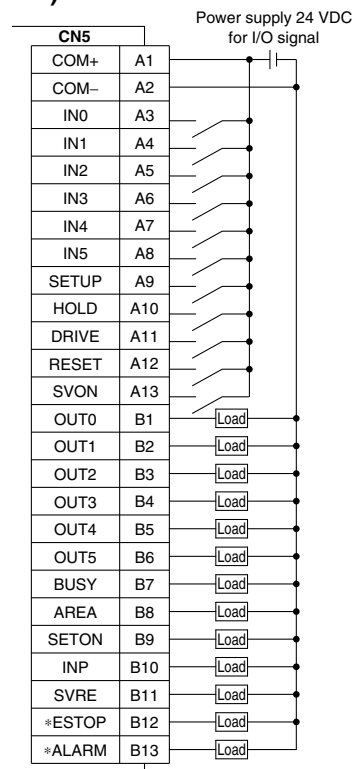 )
Power supply 24 VDC
for I/O signal
CN5
COM+ A1
COM– A2
IN0 A3
IN1 A4
IN2 A5
IN3 A6
IN4 A7
IN5 A8
SETUP A9
HOLD A10
DRIVE A11
RESET A12
SVON A13
OUT0 B1 Load
OUT1 B2 Load
OUT2 B3 Load
OUT3 B4 Load
OUT4 B5 Load
OUT5 B6 Load
BUSY B7 Load
AREA B8 Load
SETON B9 Load
INP B10 Load
SVRE B11 Load
∗ESTOP B12 Load
∗ALARM B13 Load